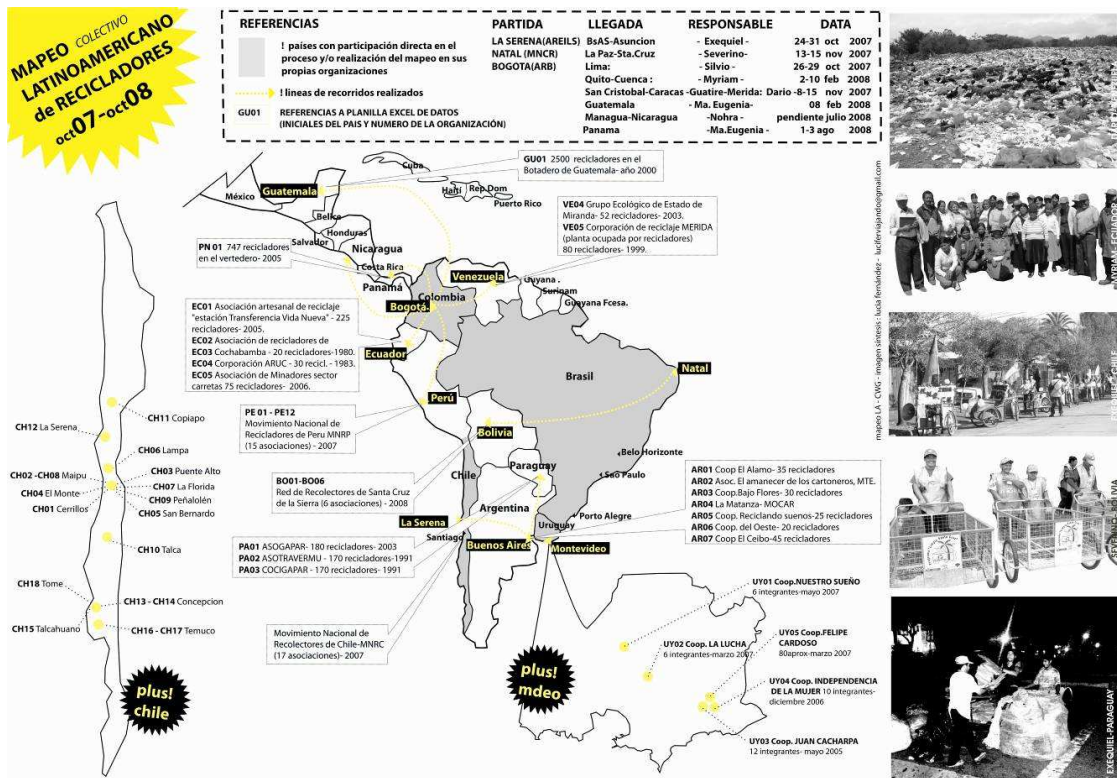 MAPEO COLECTIVO
LATINOAMERICANO
de RECICLADORES
oct07-oct08
REFERENCIAS
! países con participación directa en el
proceso y/o realización del mapeo en sus
propias organizaciones
! lineas de recorridos realizados
GU01 REFERENCIAS A PLANILLA EXCEL DE DATOS
(INICIALES DEL PAIS Y NUMERO DE LA ORGANIZACIÓN)
PARTIDA LLEGADA RESPONSABLE DATA
LA SERENA(AREILS) BsAS-Asuncion - Exequiel - 24-31 oct 2007
NATAL (MNCR) La Paz-Sta.Cruz - Severino- 13-15 nov 2007
BOGOTA(ARB) Lima: - Silvio - 26-29 oct 2007
Quito-Cuenca : - Myriam - 2-10 feb 2008
San Cristobal-Caracas -Guatire-Merida: Dario -8-15 nov 2007
Guatemala - Ma. Eugenia- 08 feb 2008
Managua-Nicaragua -Nohra - pendiente julio 2008
Panama -Ma.Eugenia - 1-3 ago 2008
GU01 2500 recicladores en el
Botadero de Guatemala- año 2000
VE04 Grupo Ecológico de Estado de
Miranda- 52 recicladores- 2003.
VE05 Corporación de reciclaje MERIDA
(planta ocupada por recicladores)
80 recicladores- 1999.
PN 01 747 recicladores
en el vertedero- 2005
EC01 Asociación artesanal de reciclaje
"estación Transferencia Vida Nueva" - 225
recicladores- 2005.
EC02 Asociación de recicladores de
EC03 Cochabamba - 20 recicladores-1980.
EC04 Corporación ARUC - 30 recicl. - 1983.
EC05 Asociación de Minadores sector
carretas 75 recicladores- 2006.
PE 01 - PE12
Movimiento Nacional de
Recicladores de Peru MNRP
(15 asociaciones) - 2007
BO01-BO06
Red de Recolectores de Santa Cruz
de la Sierra (6 asociaciones) - 2008
PA01 ASOGAPAR- 180 recicladores- 2003
PA02 ASOTRAVERMU - 170 recicladores-1991
PA03 COCIGAPAR - 170 recicladores- 1991
Movimiento Nacional de
Recolectores de Chile-MNRC
(17 asociaciones)- 2007
AR01 Coop El Alamo- 35 recicladores
AR02 Asoc. El amanecer de los cartoneros, MTE.
AR03 Coop.Bajo Flores- 30 recicladores
AR04 La Matanza- MOCAR
AR05 Coop. Reciclando suenos-25 recicladores
AR06 Coop. del Oeste- 20 recicladores
AR07 Coop El Ceibo-45 recicladores
México
Guatemala
Cuba
Haití
Rep.Dom
Puerto Rico
Belice
Honduras
Salvador
Nicaragua
Costa Rica
Panamá
Venezuela
Guyana .
Surinam
Guayana Fcesa.
Colombia
Bogotá
Ecuador
Perú
Brasil
Natal
Bolivia
Belo Horizonte
Sao Paulo
Paraguay
Chile
Argentina
Porto Alegre
Uruguay
La Serena
Santiago
Buenos Aires
Montevideo
CH11 Copiapo
CH12 La Serena
CH06 Lampa
CH03 Puente Alto
CH02 -CH08 Maipu
CH07 La Florida
CH04 El Monte
CH09 Peñalolén
CH01 Cerrillos
CH05 San Bernardo
CH10 Talca
CH18 Tome
CH13 - CH14 Concepcion
CH15 Talcahuano
CH16 - CH17 Temuco
plus!
chile
plus!
mdeo
UY01 Coop.NUESTRO SUEÑO
6 integrantes-mayo 2007
UY02 Coop. LA LUCHA
6 integrantes-marzo 2007
UY05 Coop.FELIPE
CARDOSO
80aprox-marzo 2007
UY04 Coop. INDEPENDENCIA
DE LA MUJER 10 integrantes-
diciembre 2006
UY03 Coop. JUAN CACHARPA
12 integrantes- mayo 2005
mapeo LA - CWG - imagen sintesis : lucia fernández - luciferviajando@gmail.com
EXEQUIEL-PARAGUAY